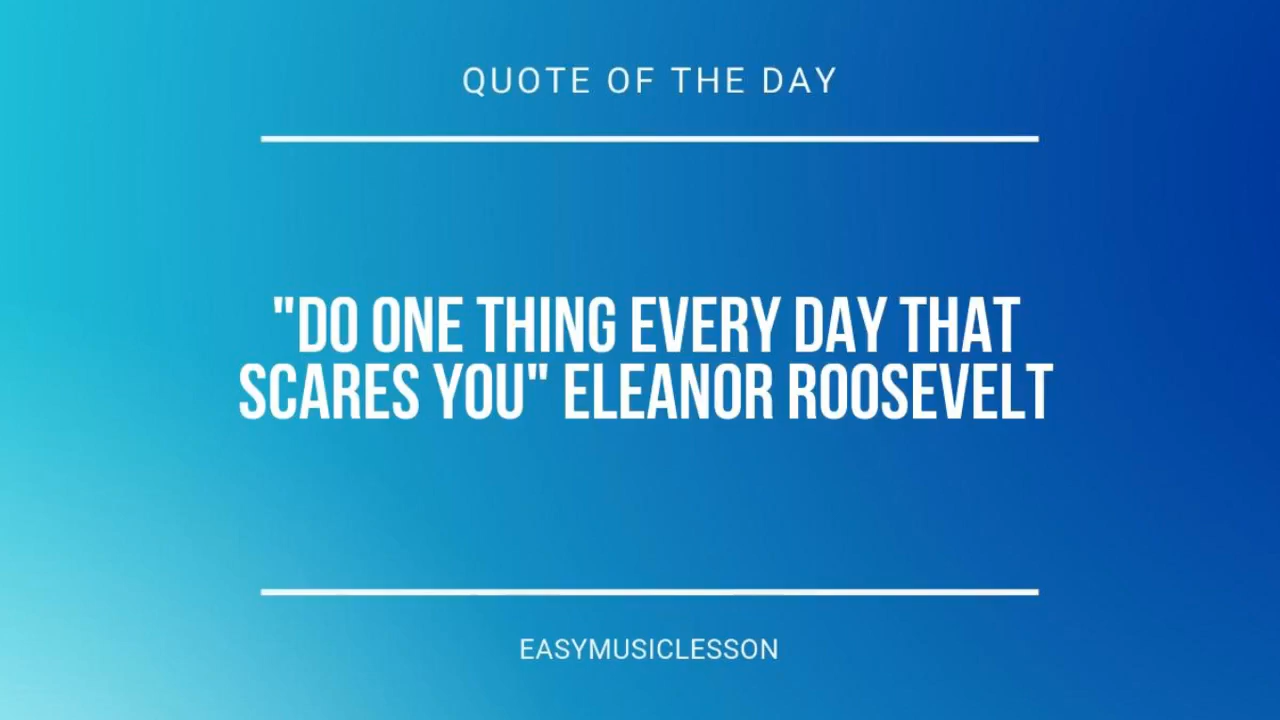 QUOTE OF THE DAY
"DO ONE THING EVERY DAY THAT
SCARES YOU" ELEANOR ROOSEVELT
EASYMUSICLESSON